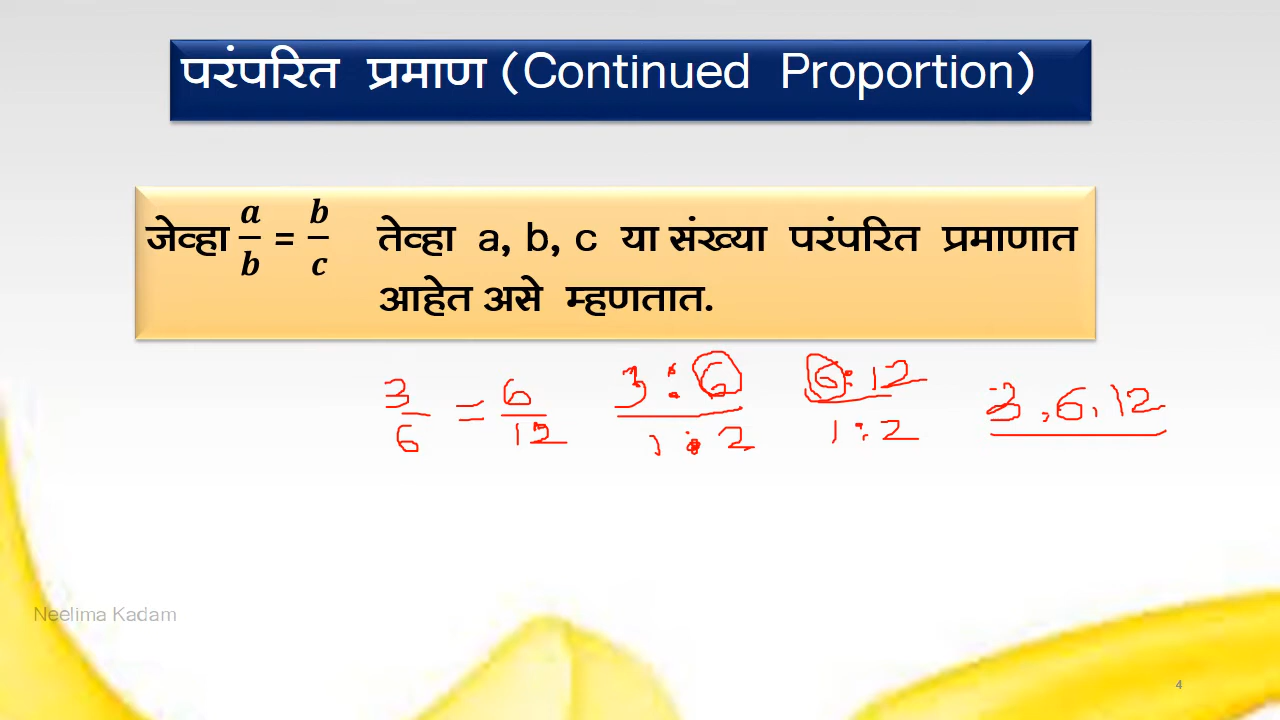 परंपरित प्रमाण (Continued Proportion)
जेव्हा a/b = b/c तेव्हा a, b, c या संख्या परंपरित प्रमाणात
आहेत असे म्हणतात.
3/6 = 6/12 3 : 6 6 : 12 3, 6, 12
1 : 2 1 : 2
Neelima Kadam
4